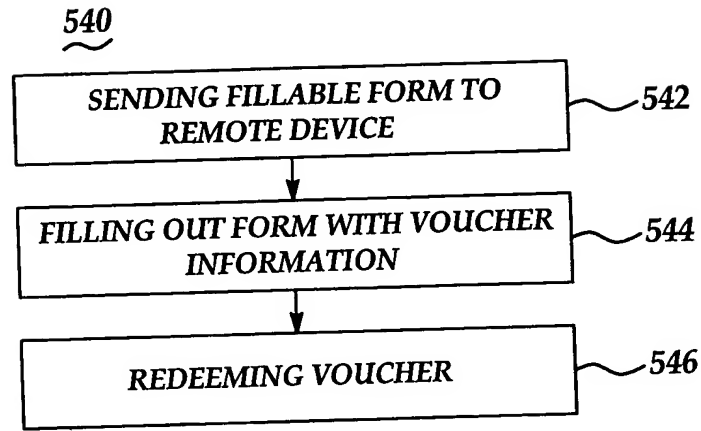 540
SENDING FILLABLE FORM TO
REMOTE DEVICE
542
FILLING OUT FORM WITH VOUCHER
INFORMATION
544
REDEEMING VOUCHER
546